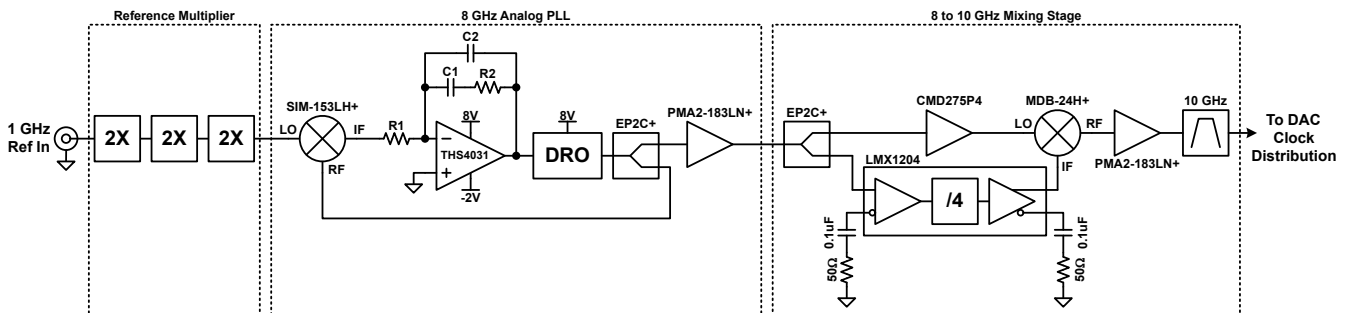 Reference Multiplier
8 GHz Analog PLL
8 to 10 GHz Mixing Stage
1 GHz
Ref In
2X
2X
2X
SIM-153LH+
LO
IF
RF
R1
C2
C1
R2
8V
THS4031
-2V
8V
DRO
EP2C+
PMA2-183LN+
EP2C+
CMD275P4
MDB-24H+
LO
RF
IF
LMX1204
/4
0.1uF
50Ω
0.1uF
50Ω
PMA2-183LN+
10 GHz
To DAC
Clock
Distribution